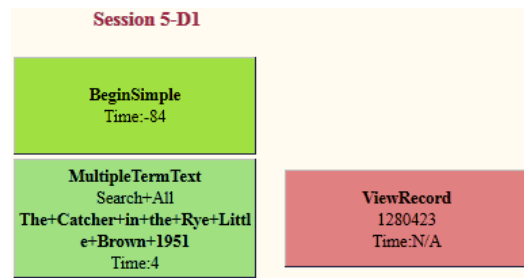 Session 5-D1
BeginSimple
Time:-84
MultipleTermText
Search+All
The+Catcher+in+the+Rye+Littl
e+Brown+1951
Time:4
ViewRecord
1280423
Time:N/A